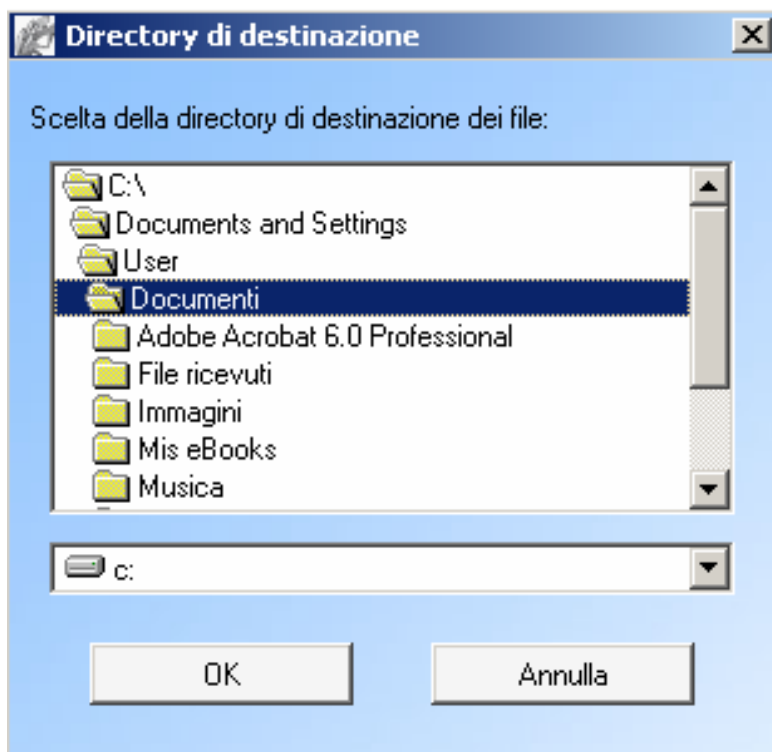 Directory di destinazione
Scelta della directory di destinazione dei file:
C:\
Documents and Settings
User
Documenti
Adobe Acrobat 6.0 Professional
File ricevuti
Immagini
Mis eBooks
Musica
c:
OK
Annulla